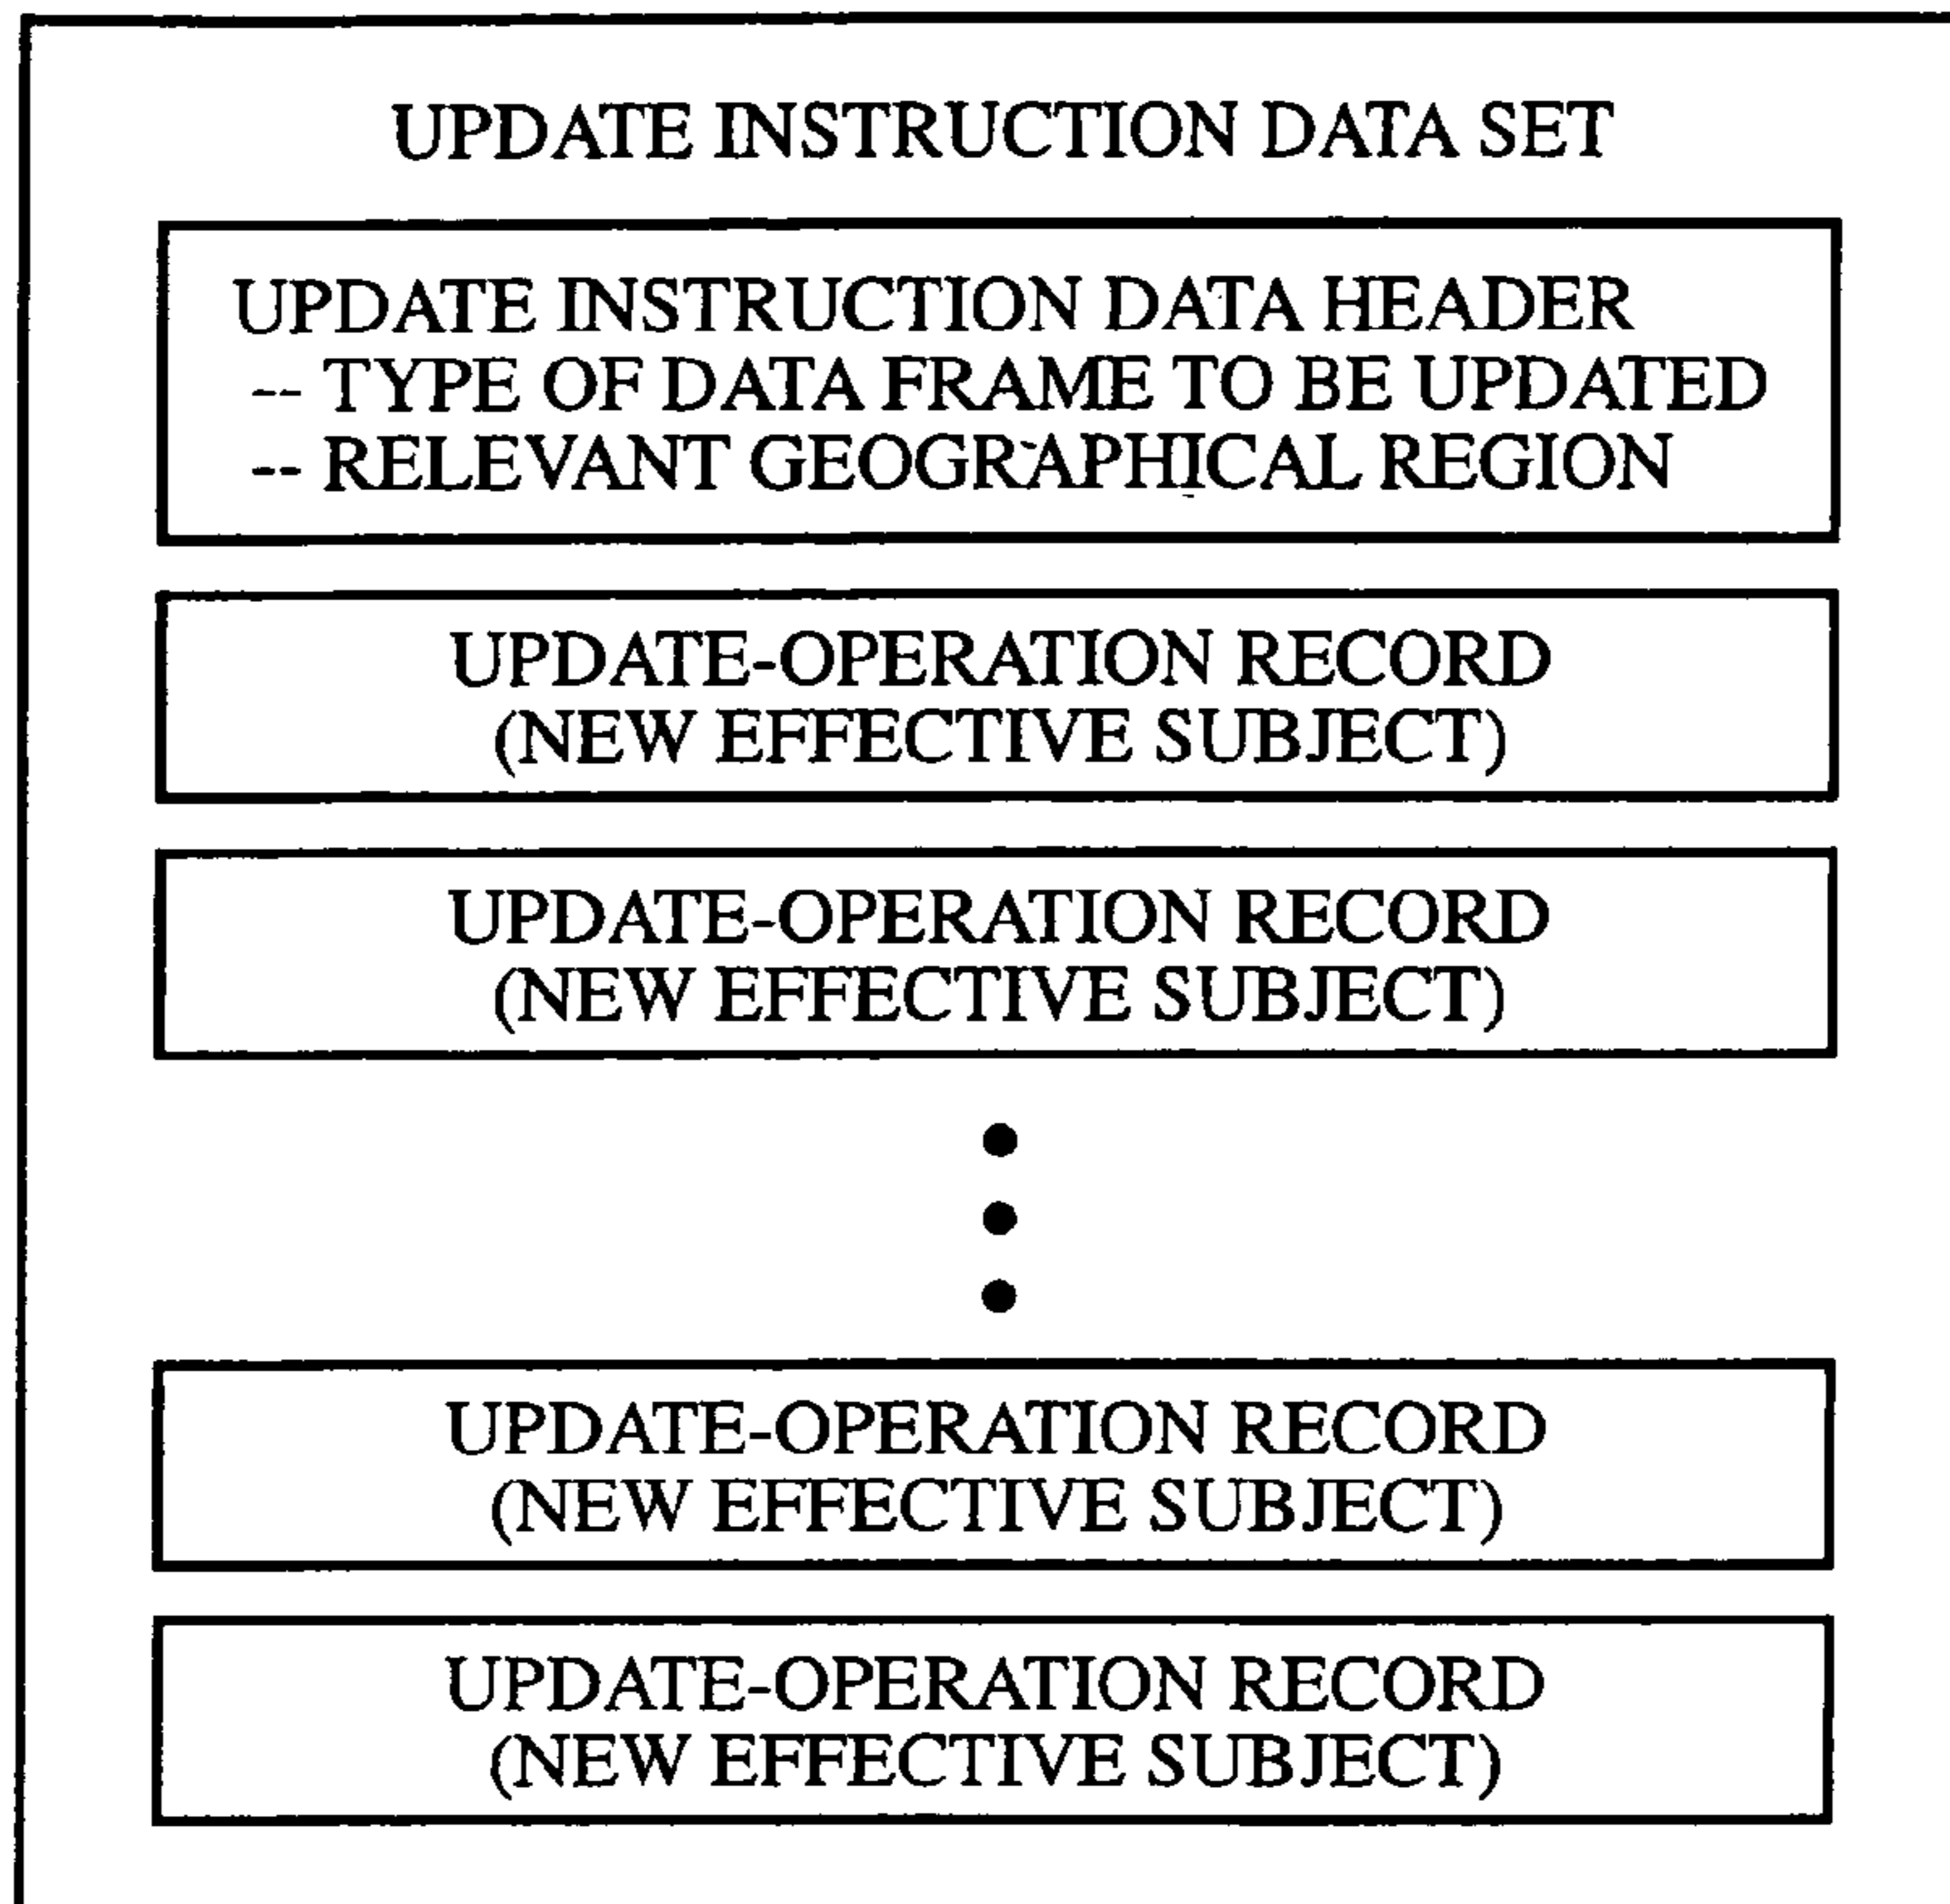 UPDATE INSTRUCTION DATA SET
UPDATE INSTRUCTION DATA HEADER
-- TYPE OF DATA FRAME TO BE UPDATED
-- RELEVANT GEOGRAPHICAL REGION
UPDATE-OPERATION RECORD
(NEW EFFECTIVE SUBJECT)
UPDATE-OPERATION RECORD
(NEW EFFECTIVE SUBJECT)
UPDATE-OPERATION RECORD
(NEW EFFECTIVE SUBJECT)
UPDATE-OPERATION RECORD
(NEW EFFECTIVE SUBJECT)